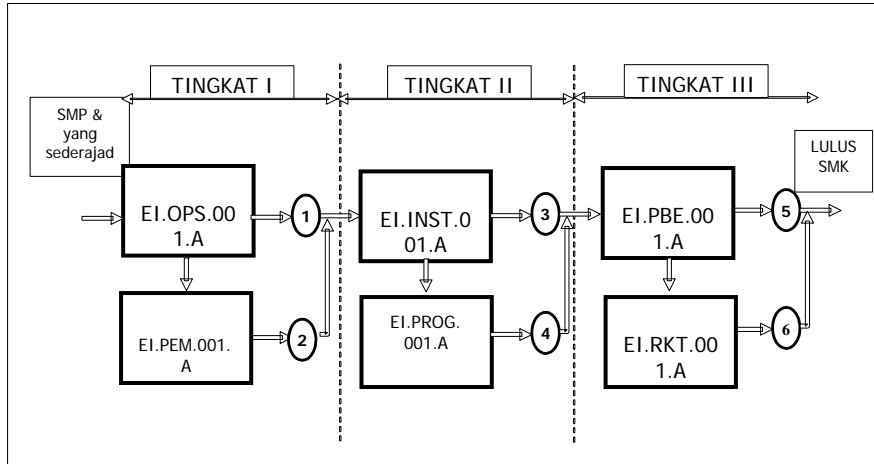 TINGKAT I
TINGKAT II
TINGKAT III
SMP &
yang
sederajad
LULUS
SMK
EI.OPS.00
1.A
1
EI.INST.0
01.A
3
EI.PBE.00
1.A
5
EI.PEM.001.
A
2
EI.PROG.
001.A
4
EI.RKT.00
1.A
6